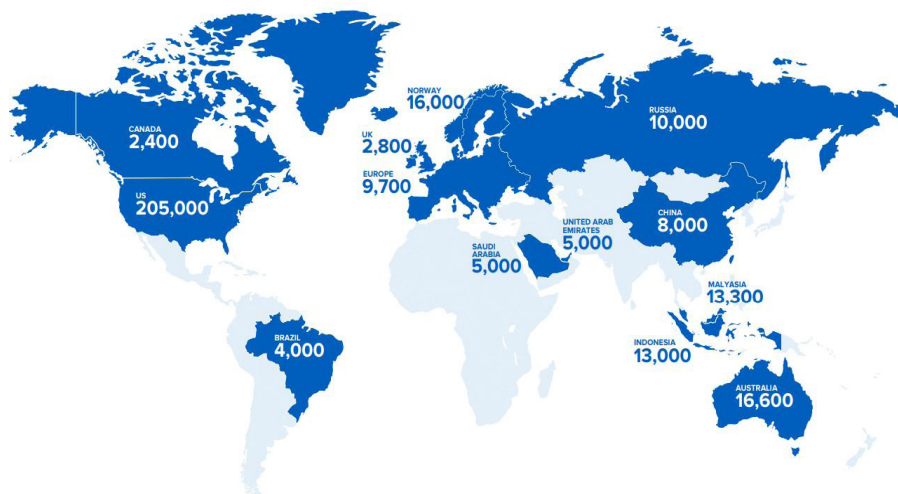 NORWAY
16,000
RUSSIA
10,000
CANADA
2,400
UK
2,800
EUROPE
9,700
US
205,000
CHINA
8,000
UNITED ARAB
EMIRATES
5,000
SAUDI
ARABIA
5,000
MALYASIA
13,300
BRAZIL
4,000
INDONESIA
13,000
AUSTRALIA
16,600